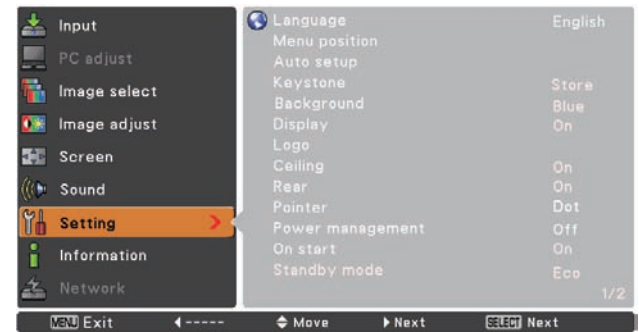 Input
PC adjust
Image select
Image adjust
Screen
Sound
Setting
Information
Network
Language English
Menu position
Auto setup
Keystone Store
Background Blue
Display On
Logo
Ceiling On
Rear On
Pointer Dot
Power management Off
On start On
Standby mode Eco
1/2
MENU Exit ◀----- Move ▶Next SELECT Next